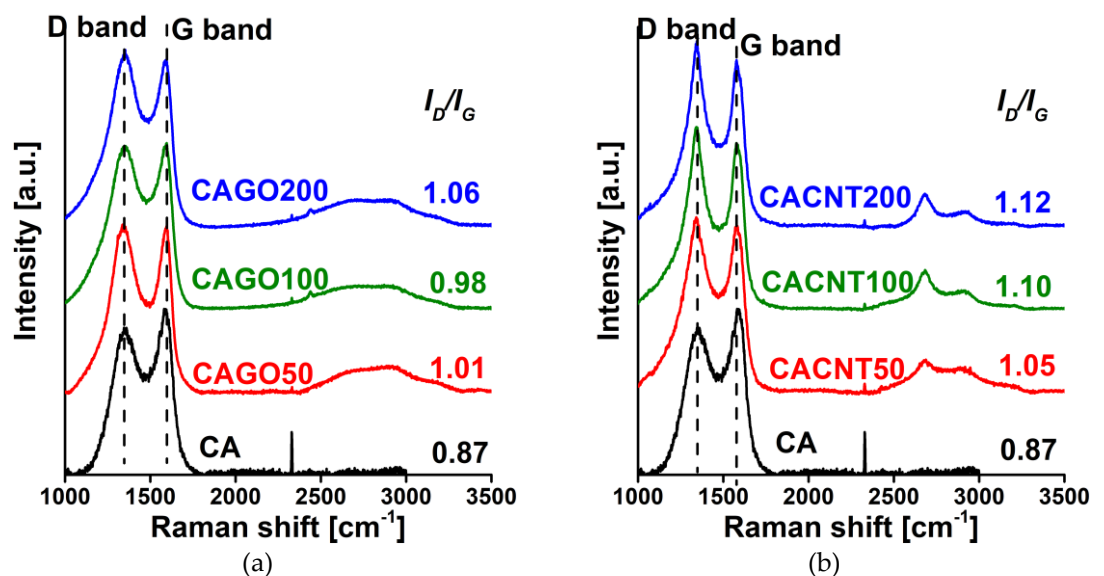 D band
G band
I_D/I_G
CAGO200
1.06
CAGO100
0.98
CAGO50
1.01
CA
0.87
Intensity [a.u.]
1000 1500 2000 2500 3000 3500
Raman shift [cm⁻¹]
(a)
D band
G band
I_D/I_G
CACNT200
1.12
CACNT100
1.10
CACNT50
1.05
CA
0.87
Intensity [a.u.]
1000 1500 2000 2500 3000 3500
Raman shift [cm⁻¹]
(b)